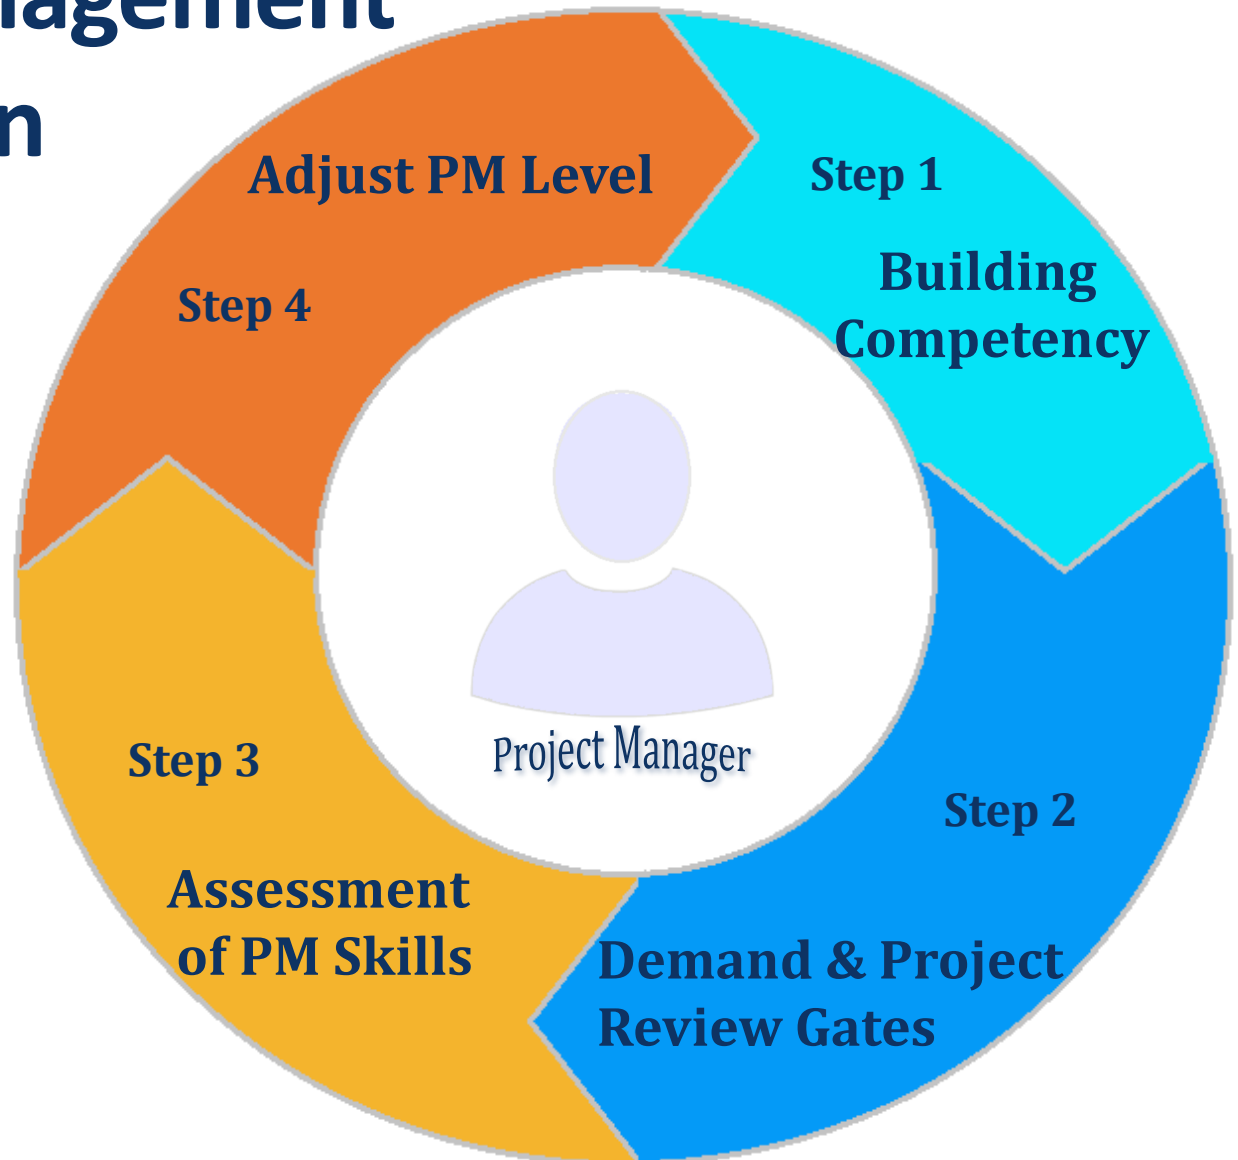 Adjust PM Level
Step 4
Step 1
Building
Competency
Project Manager
Step 3
Assessment
of PM Skills
Step 2
Demand & Project
Review Gates